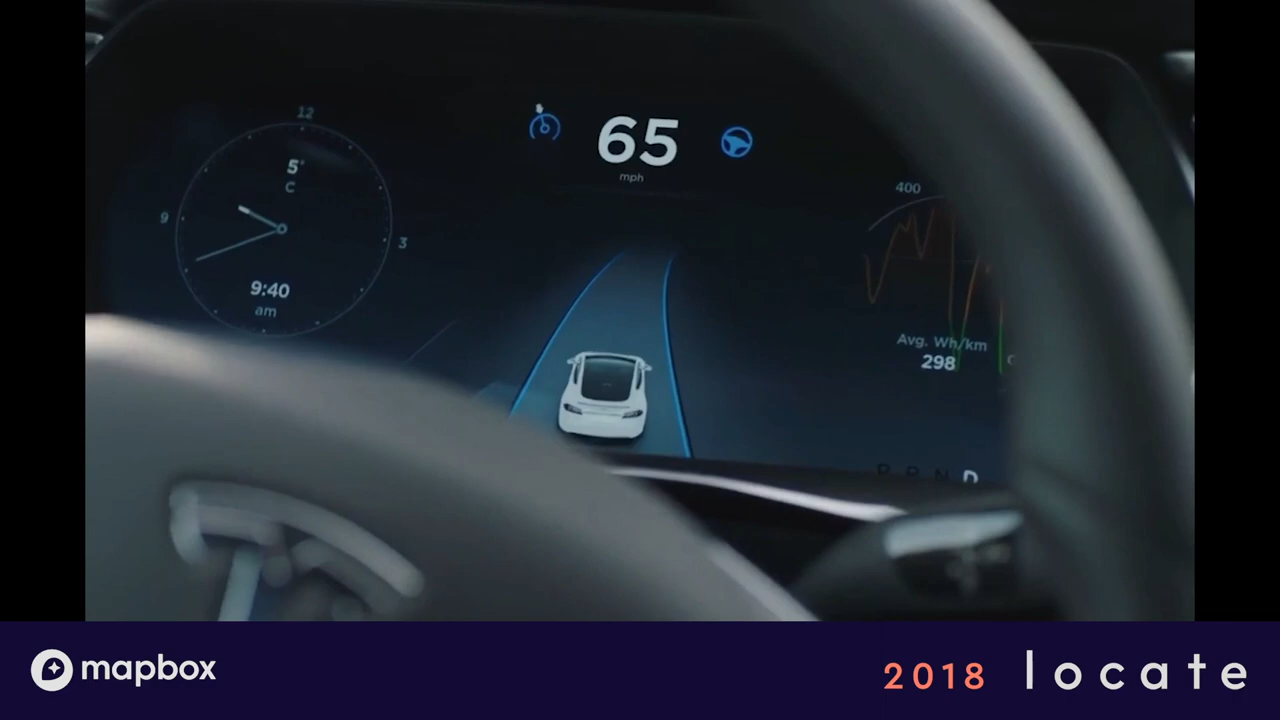 12
5°
C
9
3
9:40
am
65
mph
400
Avg. Wh/km
298
P R N D
mapbox
2018 locate